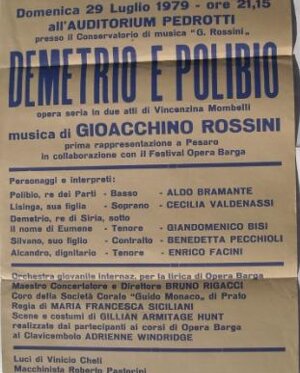 Domenica 29 Luglio 1979 - ore 21,15
all'AUDITORIUM PEDROTTI
presso il Conservatorio di musica "G. Rossini"
DEMETRIO E POLIBIO
opera seria in due atti di Vincenzina Mombelli
musica di GIOACCHINO ROSSINI
prima rappresentazione a Pesaro
in collaborazione con il Festival Opera Barga
Personaggi e interpreti:
Polibio, re dei Parti - Basso - ALDO BRAMANTE
Lisinga, sua figlia - Soprano - CECILIA VALDENASSI
Demetrio, re di Siria, sotto
il nome di Eumene - Tenore - GIANDOMENICO BISI
Silvano, suo figlio - Contralto - BENEDETTA PECCHIOLI
Alcandro, dignitario - Tenore - ENRICO FACINI
Orchestra giovanile internaz. per la lirica di Opera Barga
Maestro Concertatore e Direttore BRUNO RIGACCI
Coro della Società Corale "Guido Monaco", di Prato
Regia di MARIA FRANCESCA SICILIANI
Scene e costumi di GILLIAN ARMITAGE HUNT
realizzate dai partecipanti ai corsi di Opera Barga
al Clavicembalo ADRIENNE WINDRIDGE
Luci di Vinicio Cheli
Macchinista Roberto